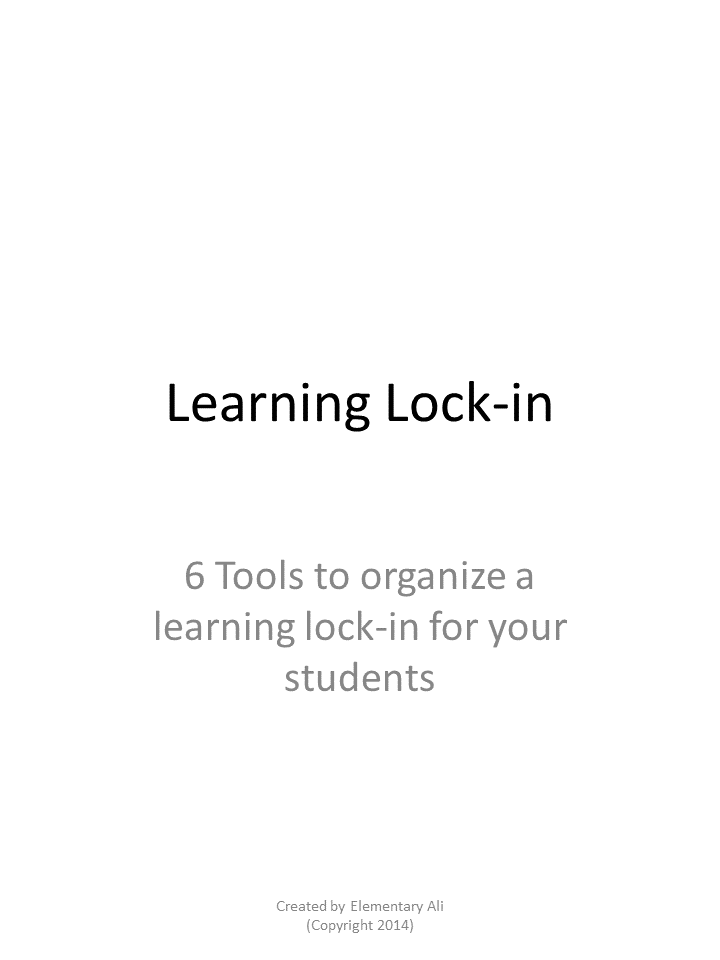 Learning Lock-in
6 Tools to organize a
learning lock-in for your
students
Created by Elementary Ali
(Copyright 2014)